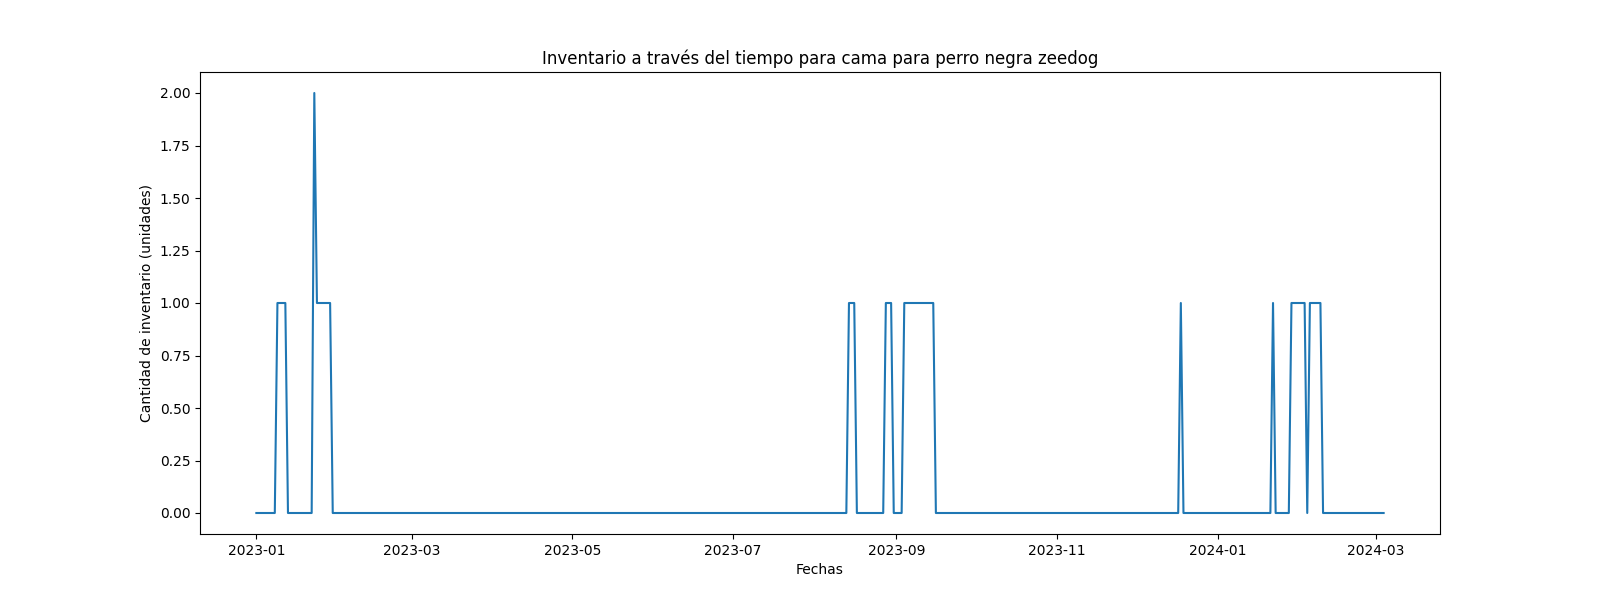 Inventario a través del tiempo para cama para perro negra zeedog
2.00
1.75
1.50
1.25
1.00
0.75
0.50
0.25
0.00
Cantidad de inventario (unidades)
2023-01 2023-03 2023-05 2023-07 2023-09 2023-11 2024-01 2024-03
Fechas